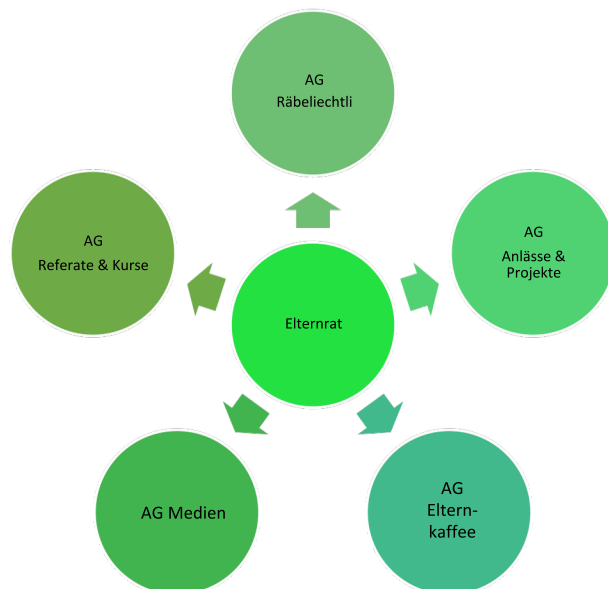 AG
Räbeliechtli
AG
Referate & Kurse
AG
Anlässe &
Projekte
Elternrat
AG Medien
AG
Eltern-
kaffee